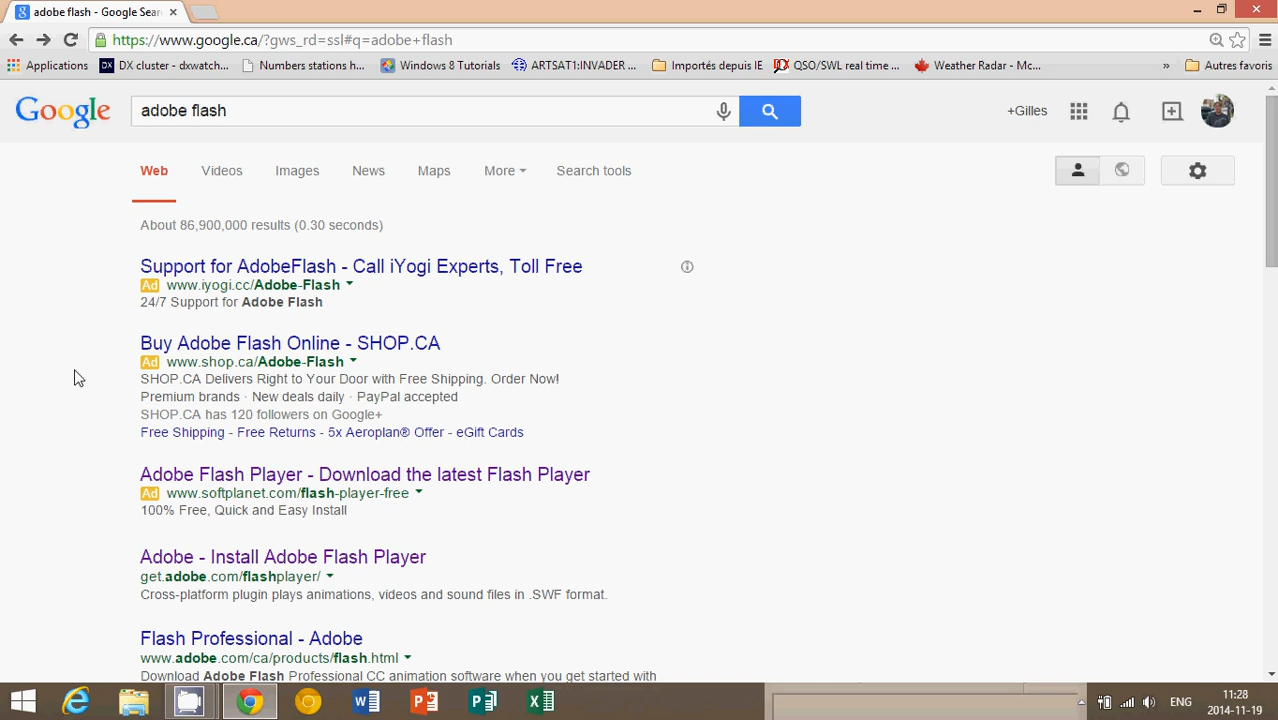 adobe flash - Google Sear
https://www.google.ca/?gws_rd=ssl#q=adobe+flash
Applications DX DX cluster - dxwatch... Numbers stations h... Windows 8 Tutorials ARTSAT1:INVADER ... Importés depuis IE QSO/SWL real time ... Weather Radar - Mc... » Autres favoris
Google adobe flash +Gilles
Web Videos Images News Maps More Search tools
About 86,900,000 results (0.30 seconds)
Support for AdobeFlash - Call iYogi Experts, Toll Free
Ad www.iyogi.cc/Adobe-Flash
24/7 Support for Adobe Flash
Buy Adobe Flash Online - SHOP.CA
Ad www.shop.ca/Adobe-Flash
SHOP.CA Delivers Right to Your Door with Free Shipping. Order Now!
Premium brands · New deals daily · PayPal accepted
SHOP.CA has 120 followers on Google+
Free Shipping - Free Returns - 5x Aeroplan® Offer - eGift Cards
Adobe Flash Player - Download the latest Flash Player
Ad www.softplanet.com/flash-player-free
100% Free, Quick and Easy Install
Adobe - Install Adobe Flash Player
get.adobe.com/flashplayer/
Cross-platform plugin plays animations, videos and sound files in .SWF format.
Flash Professional - Adobe
www.adobe.com/ca/products/flash.html
Download Adobe Flash Professional CC animation software when you get started with
ENG 11:28
2014-11-19